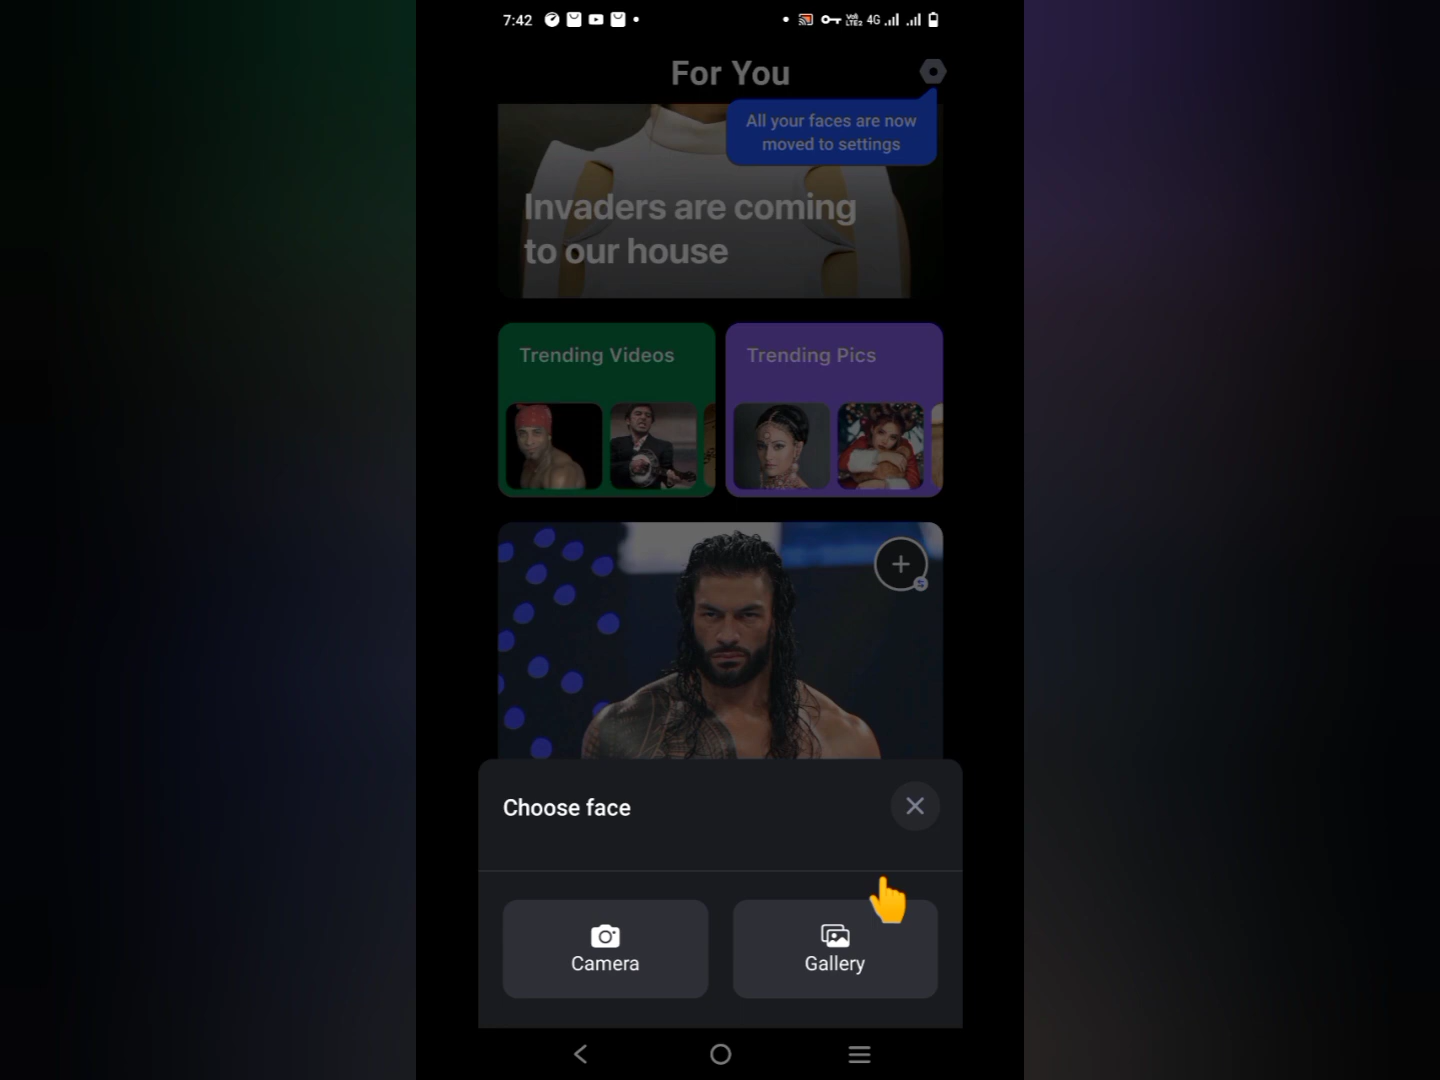 7:42
4G
For You
All your faces are now
moved to settings
Invaders are coming
to our house
Trending Videos
Trending Pics
Choose face
Camera
Gallery